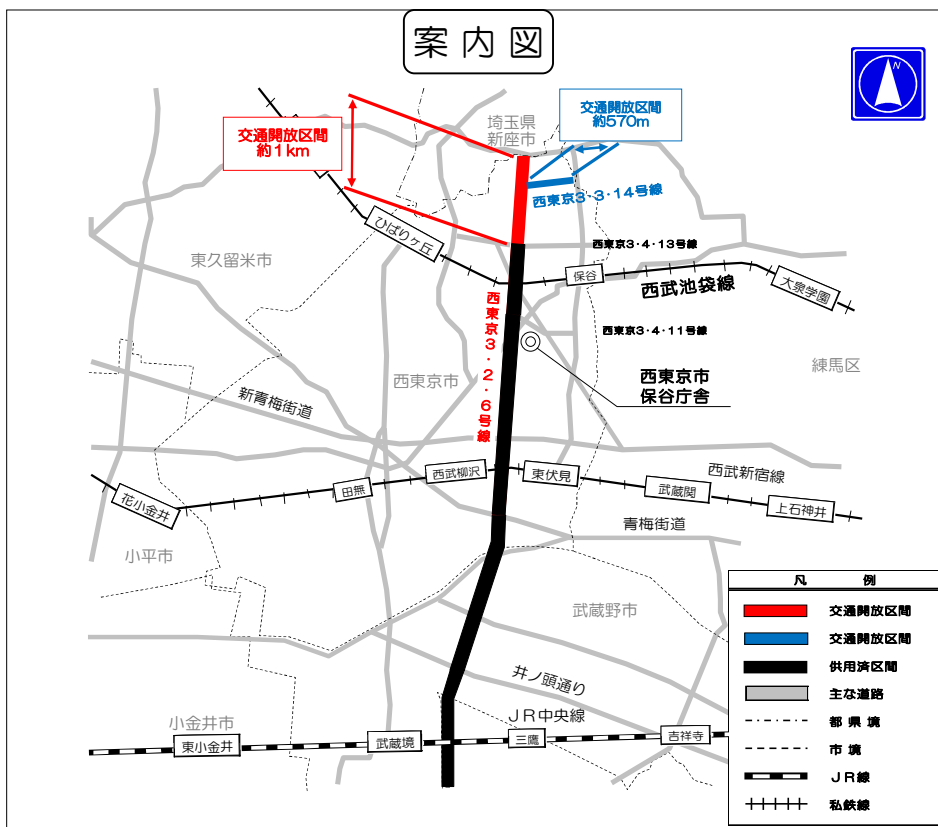 案内図
N
交通開放区間
約1km
交通開放区間
約570m
埼玉県
新座市
西東京3・3・14号線
ひばりヶ丘
西東京3・4・13号線
東久留米市
保谷
西武池袋線
大泉学園
西東京3・2・6号線
西東京3・4・11号線
練馬区
西東京市
西東京市
保谷庁舎
新青梅街道
西武柳沢
東伏見
西武新宿線
田無
武蔵関
花小金井
上石神井
青梅街道
小平市
武蔵野市
井ノ頭通り
小金井市
JR中央線
東小金井
武蔵境
三鷹
吉祥寺
凡例
交通開放区間
交通開放区間
供用済区間
主な道路
都県境
市境
JR線
私鉄線